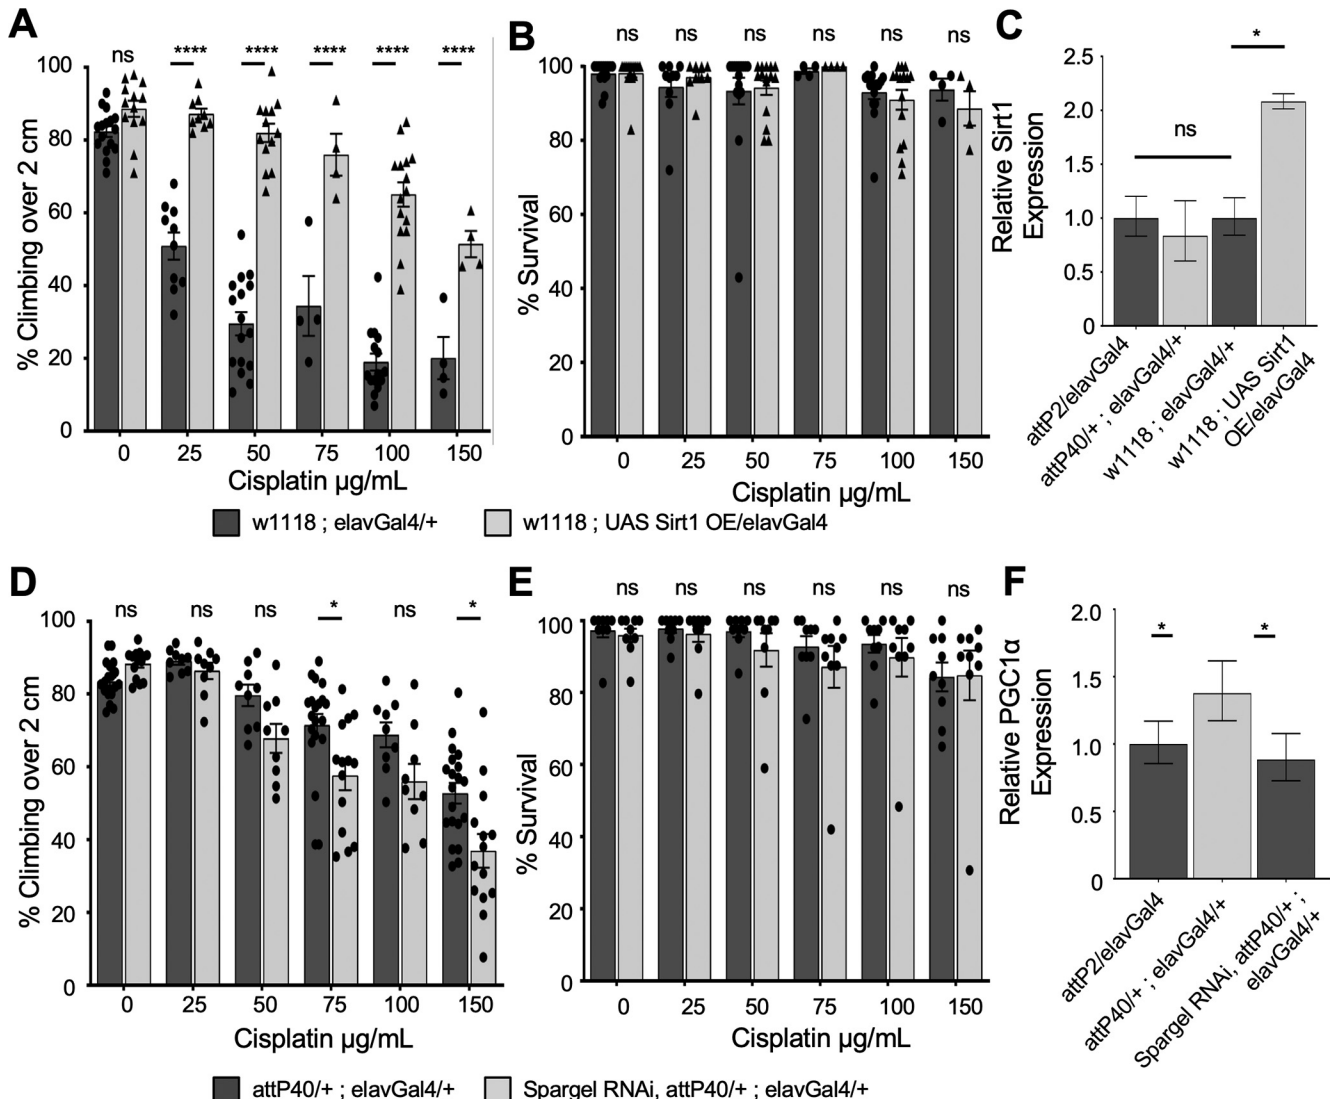 A
ns
****
****
****
****
****
100
80
60
40
20
0
% Climbing over 2 cm
0 25 50 75 100 150
Cisplatin µg/mL
B
ns ns ns ns ns ns
100
80
60
40
20
0
% Survival
0 25 50 75 100 150
Cisplatin µg/mL
w1118 ; elavGal4/+
w1118 ; UAS Sirt1 OE/elavGal4
C
*
ns
2.5
2.0
1.5
1.0
0.5
0
Relative Sirt1
Expression
attP2/elavGal4
attP40/+ ; elavGal4/+
w1118 ; elavGal4/+
w1118 ; UAS Sirt1
OE/elavGal4
D
ns ns ns * ns *
100
80
60
40
20
0
% Climbing over 2 cm
0 25 50 75 100 150
Cisplatin µg/mL
E
ns ns ns ns ns ns
100
80
60
40
20
0
% Survival
0 25 50 75 100 150
Cisplatin µg/mL
attP40/+ ; elavGal4/+
Spargel RNAi, attP40/+ ; elavGal4/+
F
* *
2.0
1.5
1.0
0.5
0
Relative PGC1α
Expression
attP2/elavGal4
attP40/+ ; elavGal4/+
Spargel RNAi, attP40/+ ;
elavGal4/+